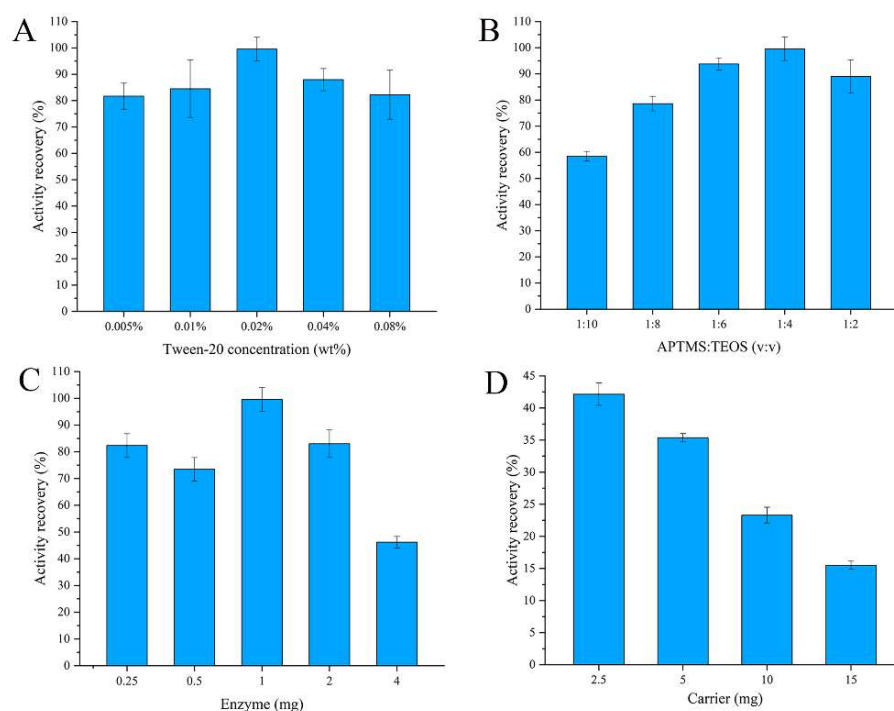 A
Activity recovery (%)
110
100
90
80
70
60
50
40
30
20
10
0
0.005% 0.01% 0.02% 0.04% 0.08%
Tween-20 concentration (wt%)
B
Activity recovery (%)
110
100
90
80
70
60
50
40
30
20
10
0
1:10 1:8 1:6 1:4 1:2
APTMS:TEOS (v:v)
C
Activity recovery (%)
110
100
90
80
70
60
50
40
30
20
10
0
0.25 0.5 1 2 4
Enzyme (mg)
D
Activity recovery (%)
45
40
35
30
25
20
15
10
5
0
2.5 5 10 15
Carrier (mg)